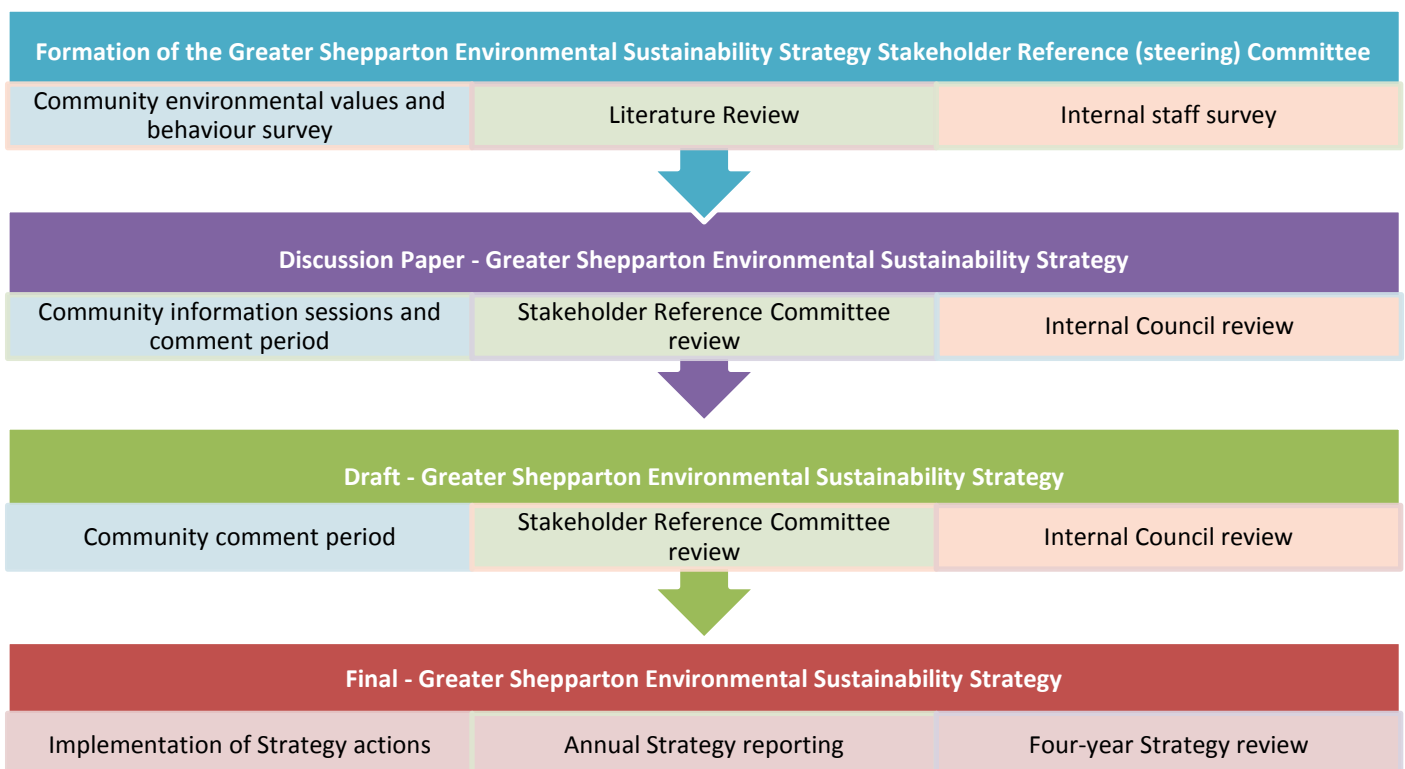 Formation of the Greater Shepparton Environmental Sustainability Strategy Stakeholder Reference (steering) Committee
Community environmental values and
behaviour survey
Literature Review
Internal staff survey
Discussion Paper - Greater Shepparton Environmental Sustainability Strategy
Community information sessions and
comment period
Stakeholder Reference Committee
review
Internal Council review
Draft - Greater Shepparton Environmental Sustainability Strategy
Community comment period
Stakeholder Reference Committee
review
Internal Council review
Final - Greater Shepparton Environmental Sustainability Strategy
Implementation of Strategy actions
Annual Strategy reporting
Four-year Strategy review